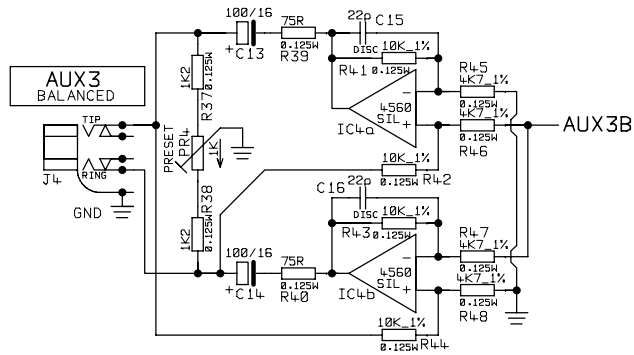 100/16
+C13
75R
0.125W
R39
22p C15
DISC
10K_1%
R41 0.125W
R45
4K7_1%
0.125W
4K7_1%
0.125W
R46
4560
SIL
-
+
IC4a
AUX3B
AUX3
BALANCED
TIP
RING
J4
GND
1K2
0.125W
R37
PRESET
PR4
1K
R38
1K2
0.125W
10K_1%
0.125W
R42
C16 22p
DISC
10K_1%
R43 0.125W
100/16
+C14
75R
0.125W
R40
4560
SIL
-
+
IC4b
R47
4K7_1%
0.125W
4K7_1%
0.125W
R48
10K_1%
0.125W
R44